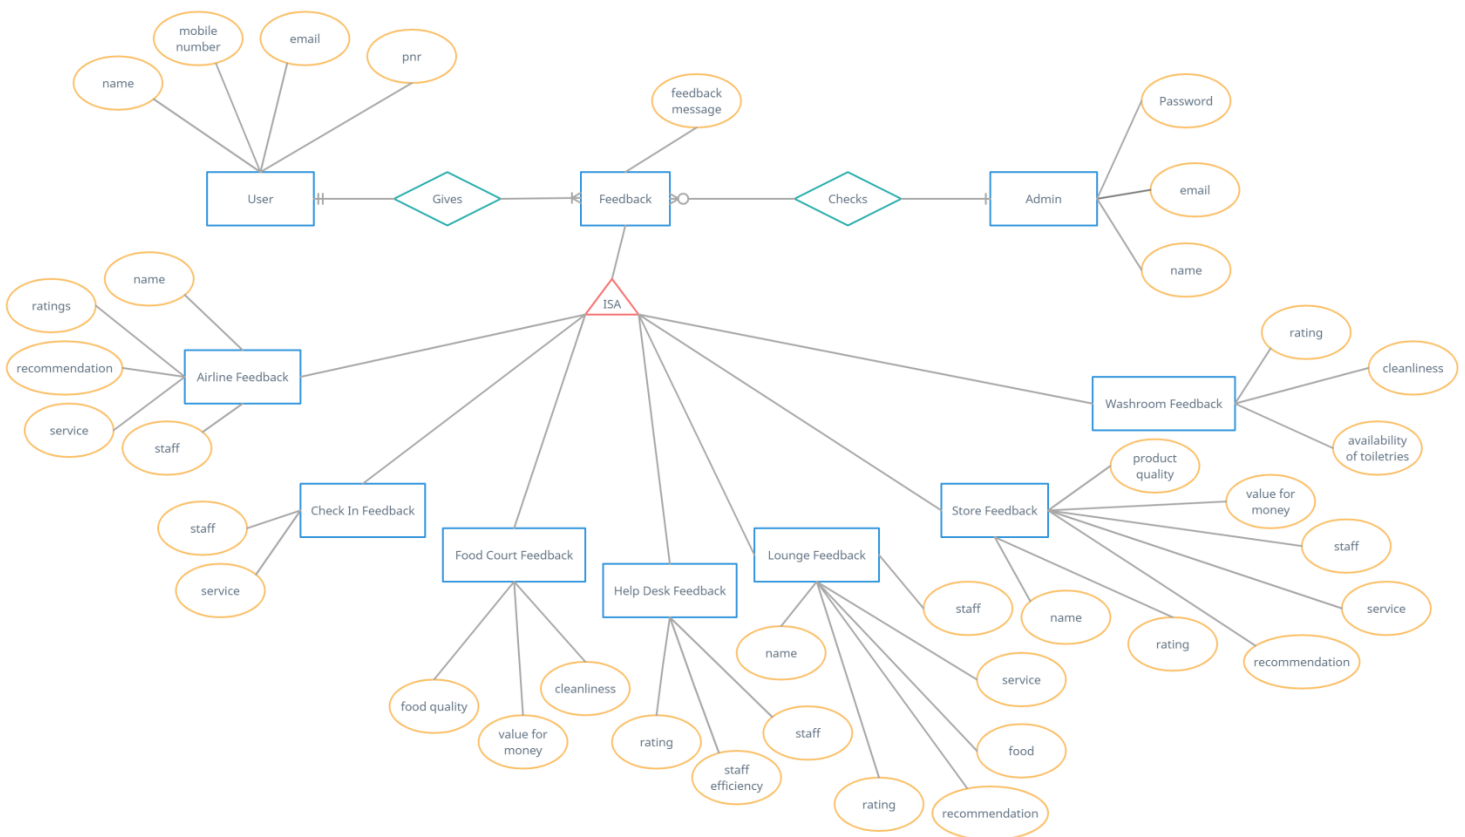 mobile
number
email
pnr
name
feedback
message
Password
User
Gives
Feedback
Checks
Admin
email
name
name
ratings
ISA
rating
recommendation
Airline Feedback
cleanliness
Washroom Feedback
service
staff
availability
of toiletries
product
quality
value for
money
Check In Feedback
Store Feedback
staff
staff
Food Court Feedback
Lounge Feedback
service
Help Desk Feedback
staff
name
service
rating
recommendation
name
service
cleanliness
food quality
value for
money
rating
staff
staff
efficiency
food
rating
recommendation